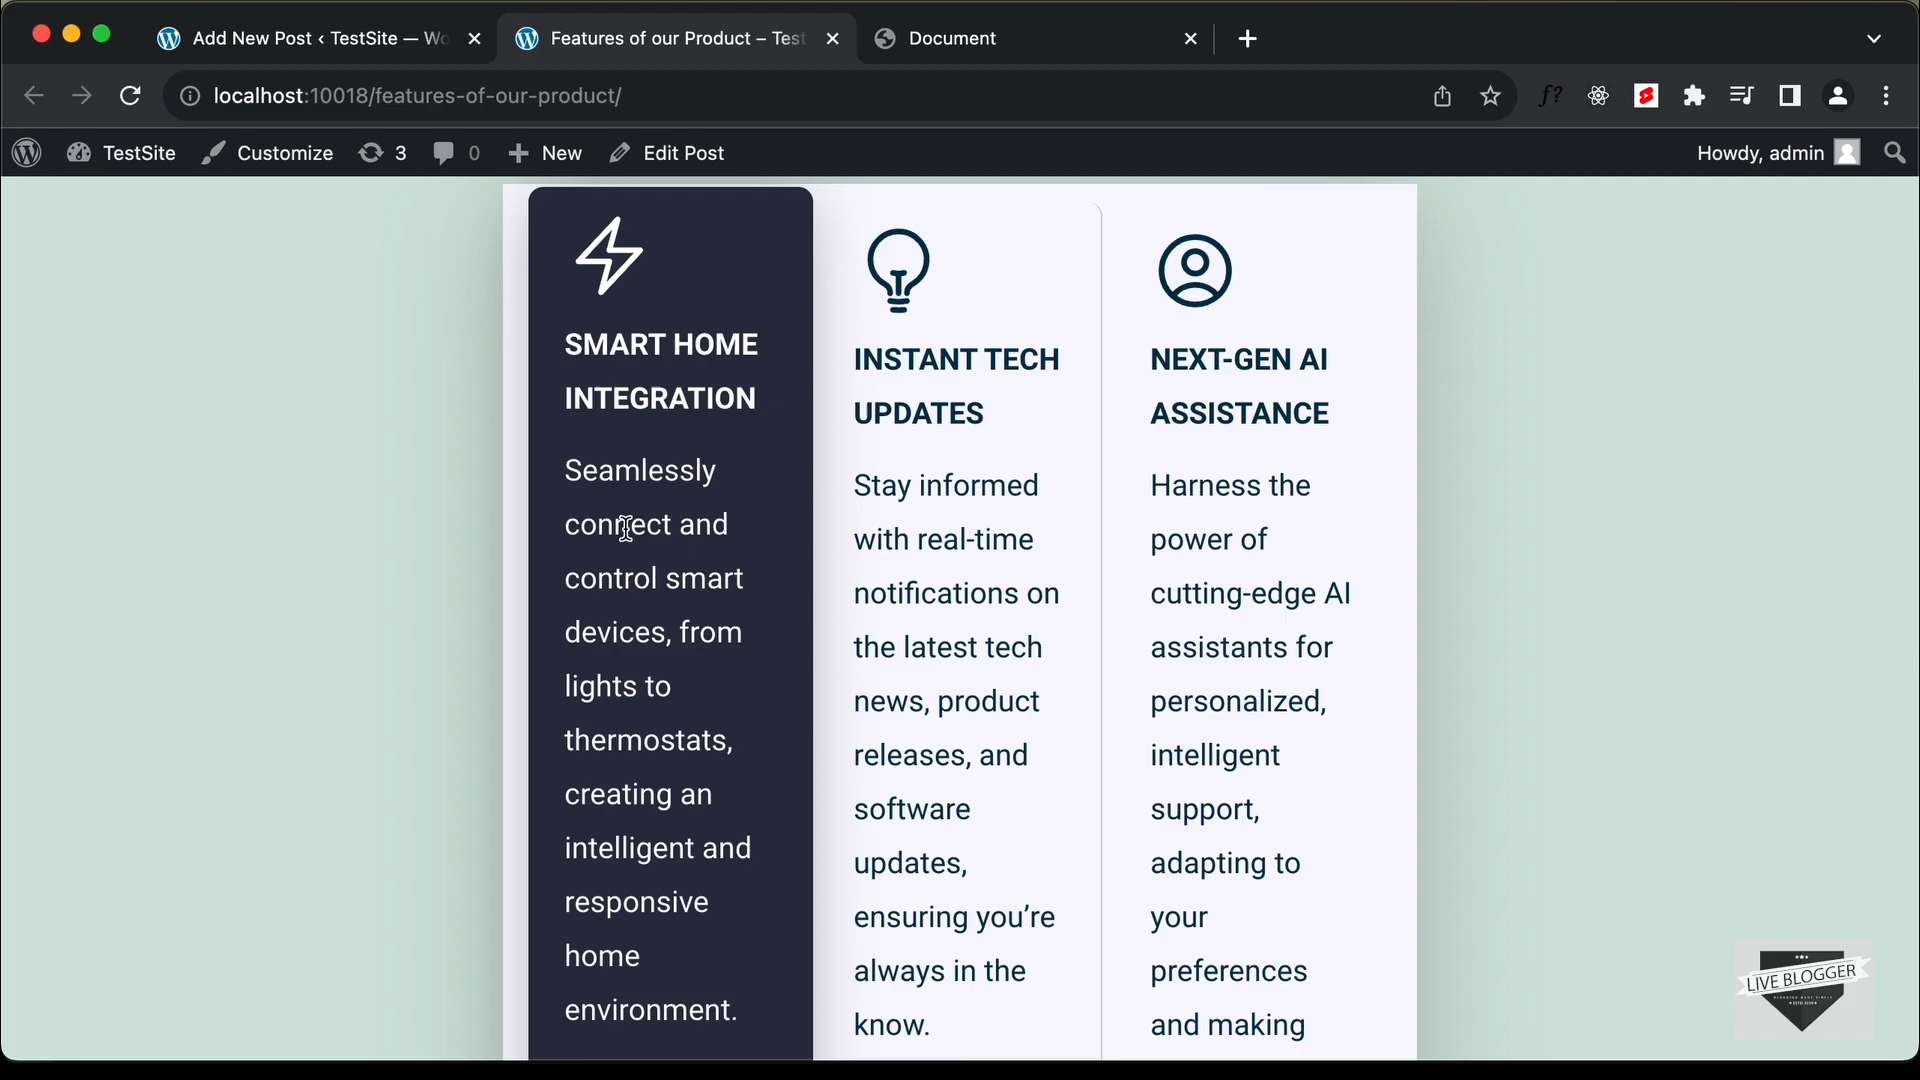 Add New Post ‹ TestSite — Wo
Features of our Product – Test
Document
localhost:10018/features-of-our-product/
f?
TestSite
Customize
3
0
New
Edit Post
Howdy, admin
SMART HOME
INTEGRATION
Seamlessly
connect and
control smart
devices, from
lights to
thermostats,
creating an
intelligent and
responsive
home
environment.
INSTANT TECH
UPDATES
Stay informed
with real-time
notifications on
the latest tech
news, product
releases, and
software
updates,
ensuring you’re
always in the
know.
NEXT-GEN AI
ASSISTANCE
Harness the
power of
cutting-edge AI
assistants for
personalized,
intelligent
support,
adapting to
your
preferences
and making
LIVE BLOGGER